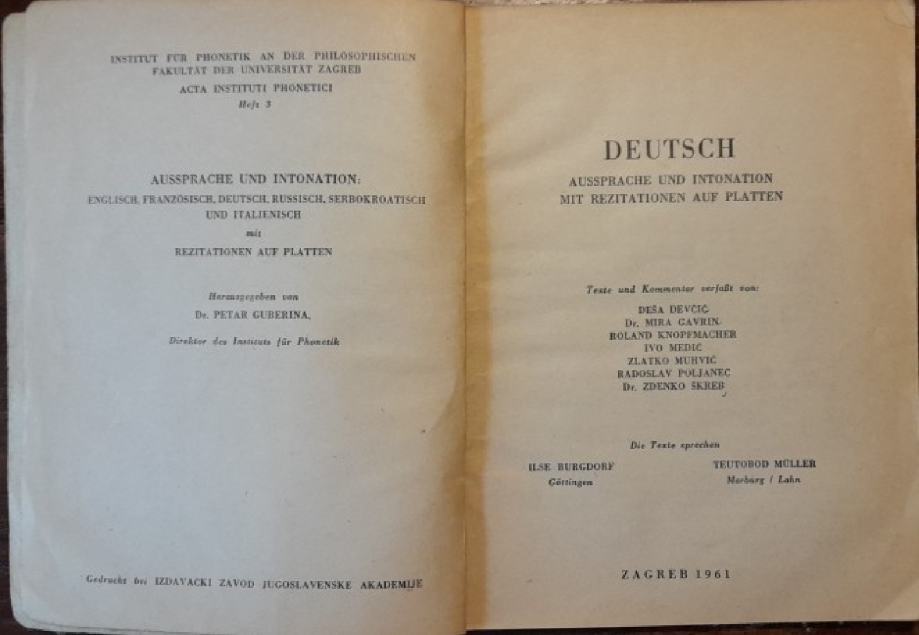 INSTITUT FÜR PHONETIK AN DER PHILOSOPHISCHEN
FAKULTÄT DER UNIVERSITÄT ZAGREB
ACTA INSTITUTI PHONETICI
Heft 3
AUSSPRACHE UND INTONATION:
ENGLISCH, FRANZÖSISCH, DEUTSCH, RUSSISCH, SERBOKROATISCH
UND ITALIENISCH
mit
REZITATIONEN AUF PLATTEN
Herausgegeben von
Dr. PETAR GUBERINA,
Direktor des Instituts für Phonetik
Gedruckt bei IZDAVACKI ZAVOD JUGOSLAVENSKE AKADEMIJE
DEUTSCH
AUSSPRACHE UND INTONATION
MIT REZITATIONEN AUF PLATTEN
Texte und Kommentar verfaßt von:
DEŠA DEVČIĆ
Dr. MIRA GAVRIN
ROLAND KNOPFMACHER
IVO MEDIĆ
ZLATKO MUHVIĆ
RADOSLAV POLJANEC
Dr. ZDENKO ŠKREB
Die Texte sprechen
ILSE BURGDORF TEUTOBOD MÜLLER
Göttingen Marburg / Lahn
ZAGREB 1961